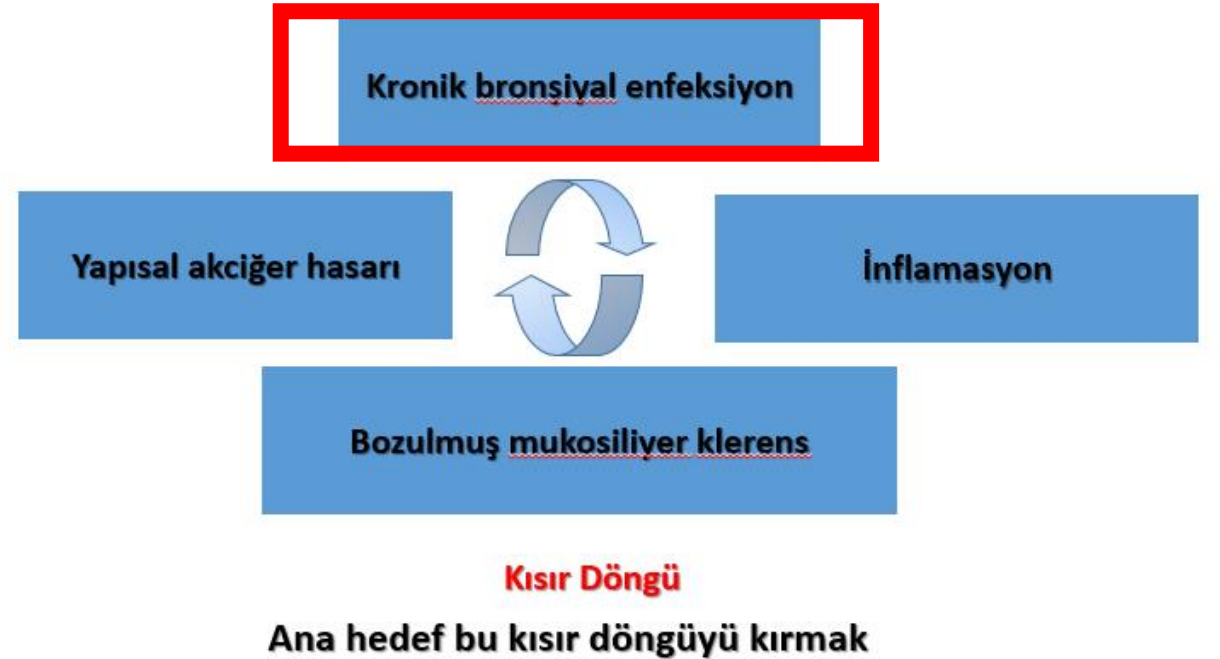 Kronik bronşiyal enfeksiyon
Yapısal akciğer hasarı
İnflamasyon
Bozulmuş mukosiliyer klerens
Kısır Döngü
Ana hedef bu kısır döngüyü kırmak